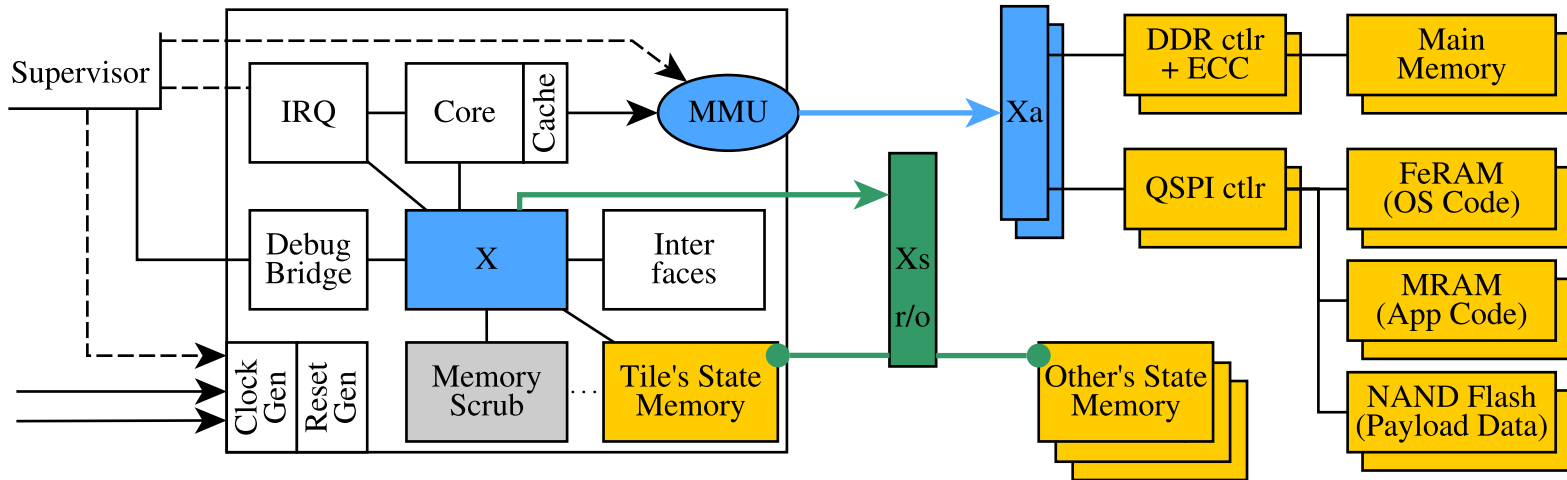 Supervisor
IRQ
Core
Cache
MMU
Xa
DDR ctlr
+ ECC
Main
Memory
QSPI ctlr
FeRAM
(OS Code)
Debug
Bridge
X
Inter
faces
Xs
r/o
MRAM
(App Code)
Clock
Gen
Reset
Gen
Memory
Scrub
Tile's State
Memory
Other's State
Memory
NAND Flash
(Payload Data)